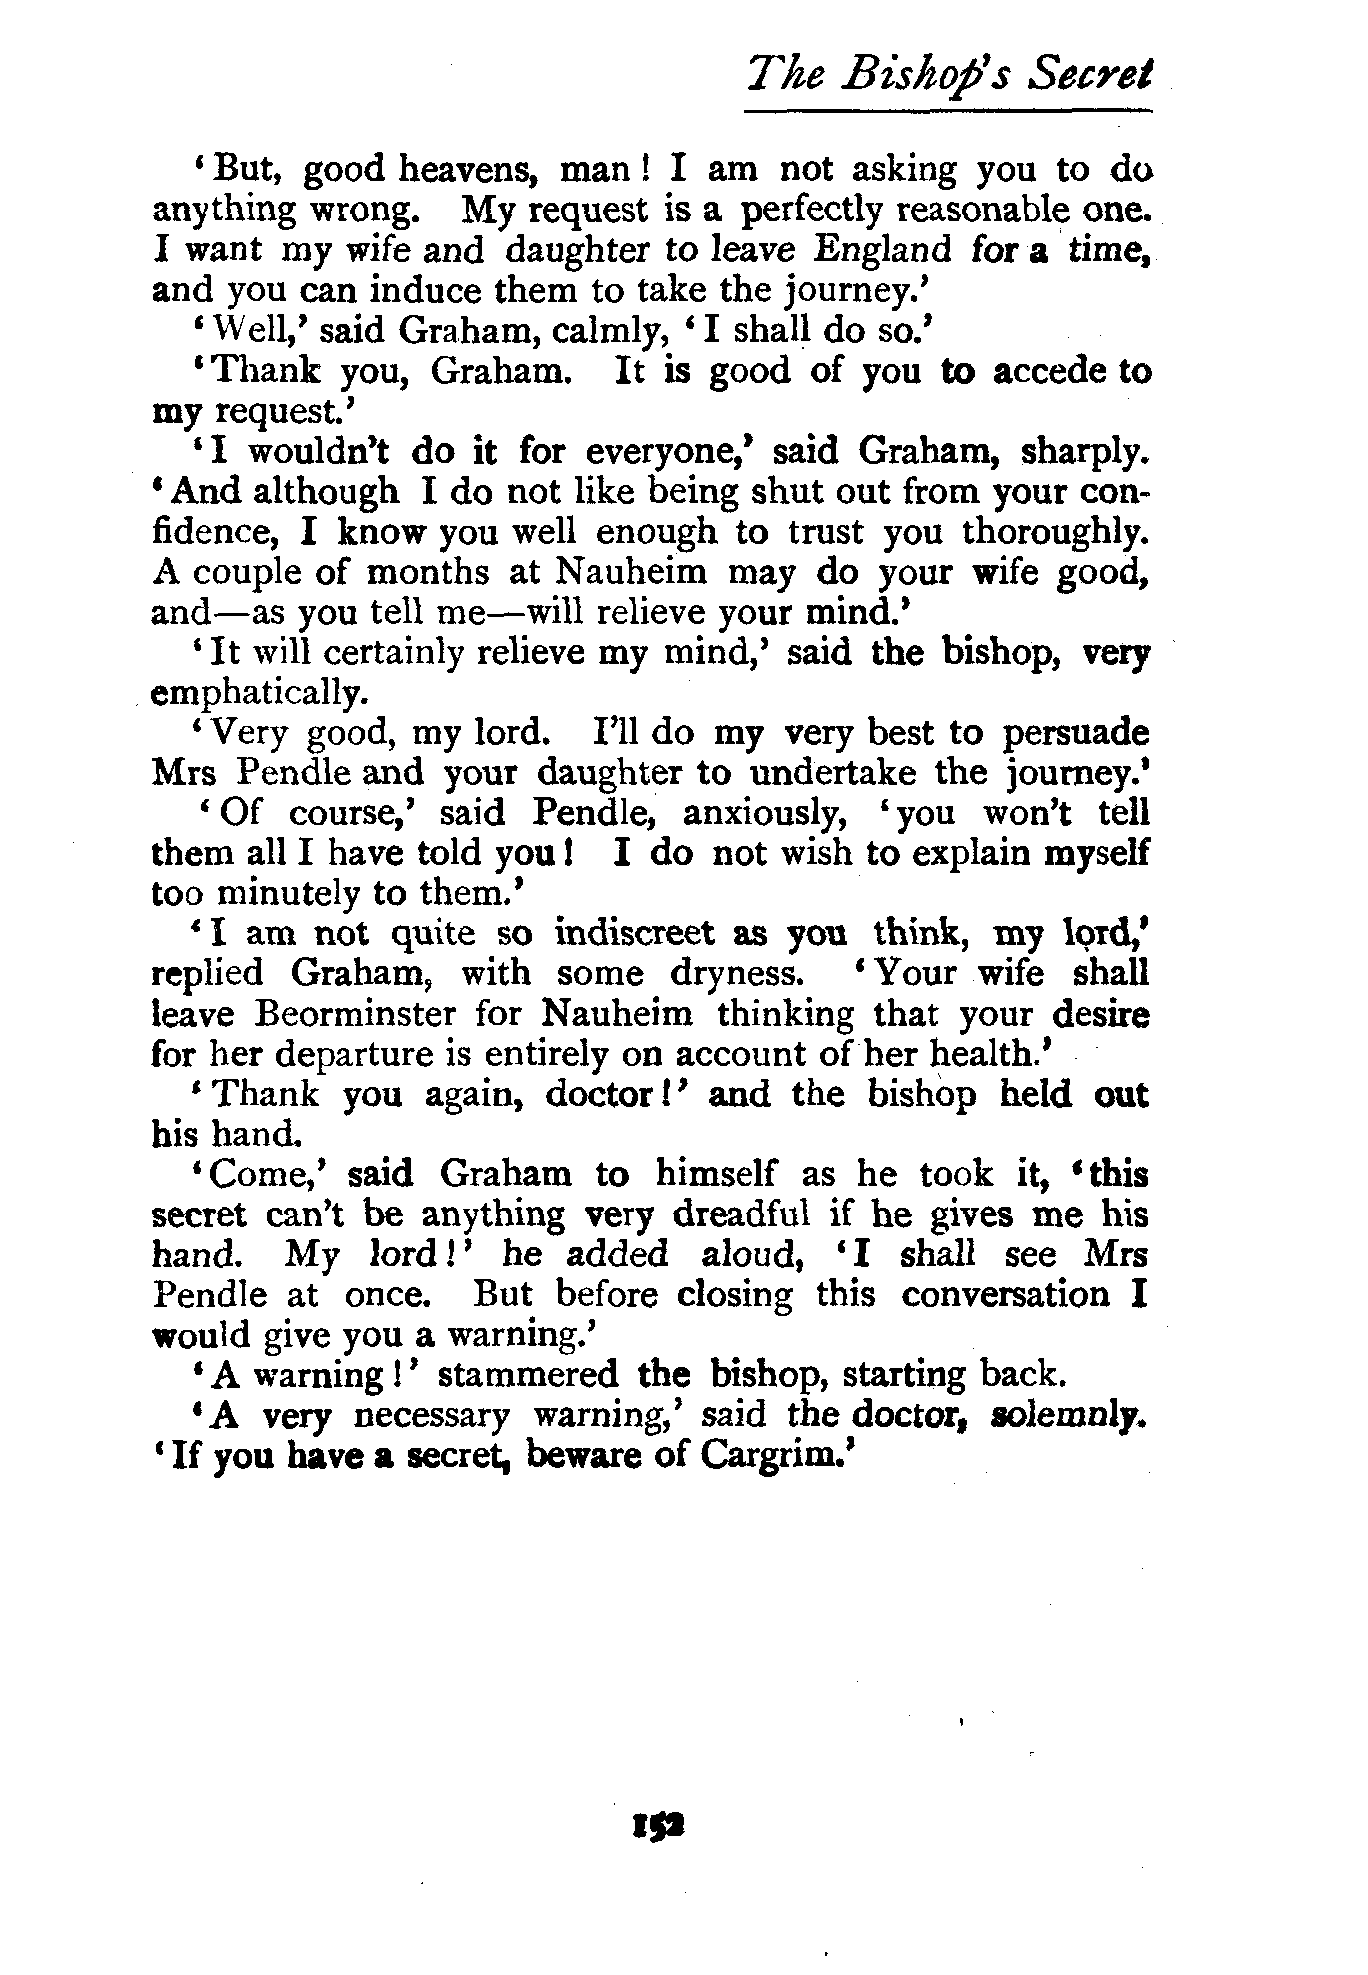 The Bishop's Secret
‘But, good heavens, man! I am not asking you to do
anything wrong. My request is a perfectly reasonable one.
I want my wife and daughter to leave England for a time,
and you can induce them to take the journey.’
‘Well,’ said Graham, calmly, ‘I shall do so.’
‘Thank you, Graham. It is good of you to accede to
my request.’
‘I wouldn't do it for everyone,’ said Graham, sharply.
‘And although I do not like being shut out from your con-
fidence, I know you well enough to trust you thoroughly.
A couple of months at Nauheim may do your wife good,
and—as you tell me—will relieve your mind.’
‘It will certainly relieve my mind,’ said the bishop, very
emphatically.
‘Very good, my lord. I'll do my very best to persuade
Mrs Pendle and your daughter to undertake the journey.’
‘Of course,’ said Pendle, anxiously, ‘you won't tell
them all I have told you! I do not wish to explain myself
too minutely to them.’
‘I am not quite so indiscreet as you think, my lord,’
replied Graham, with some dryness. ‘Your wife shall
leave Beorminster for Nauheim thinking that your desire
for her departure is entirely on account of her health.’
‘Thank you again, doctor!’ and the bishop held out
his hand.
‘Come,’ said Graham to himself as he took it, ‘this
secret can't be anything very dreadful if he gives me his
hand. My lord!’ he added aloud, ‘I shall see Mrs
Pendle at once. But before closing this conversation I
would give you a warning.’
‘A warning!’ stammered the bishop, starting back.
‘A very necessary warning,’ said the doctor, solemnly.
‘If you have a secret, beware of Cargrim.’
152